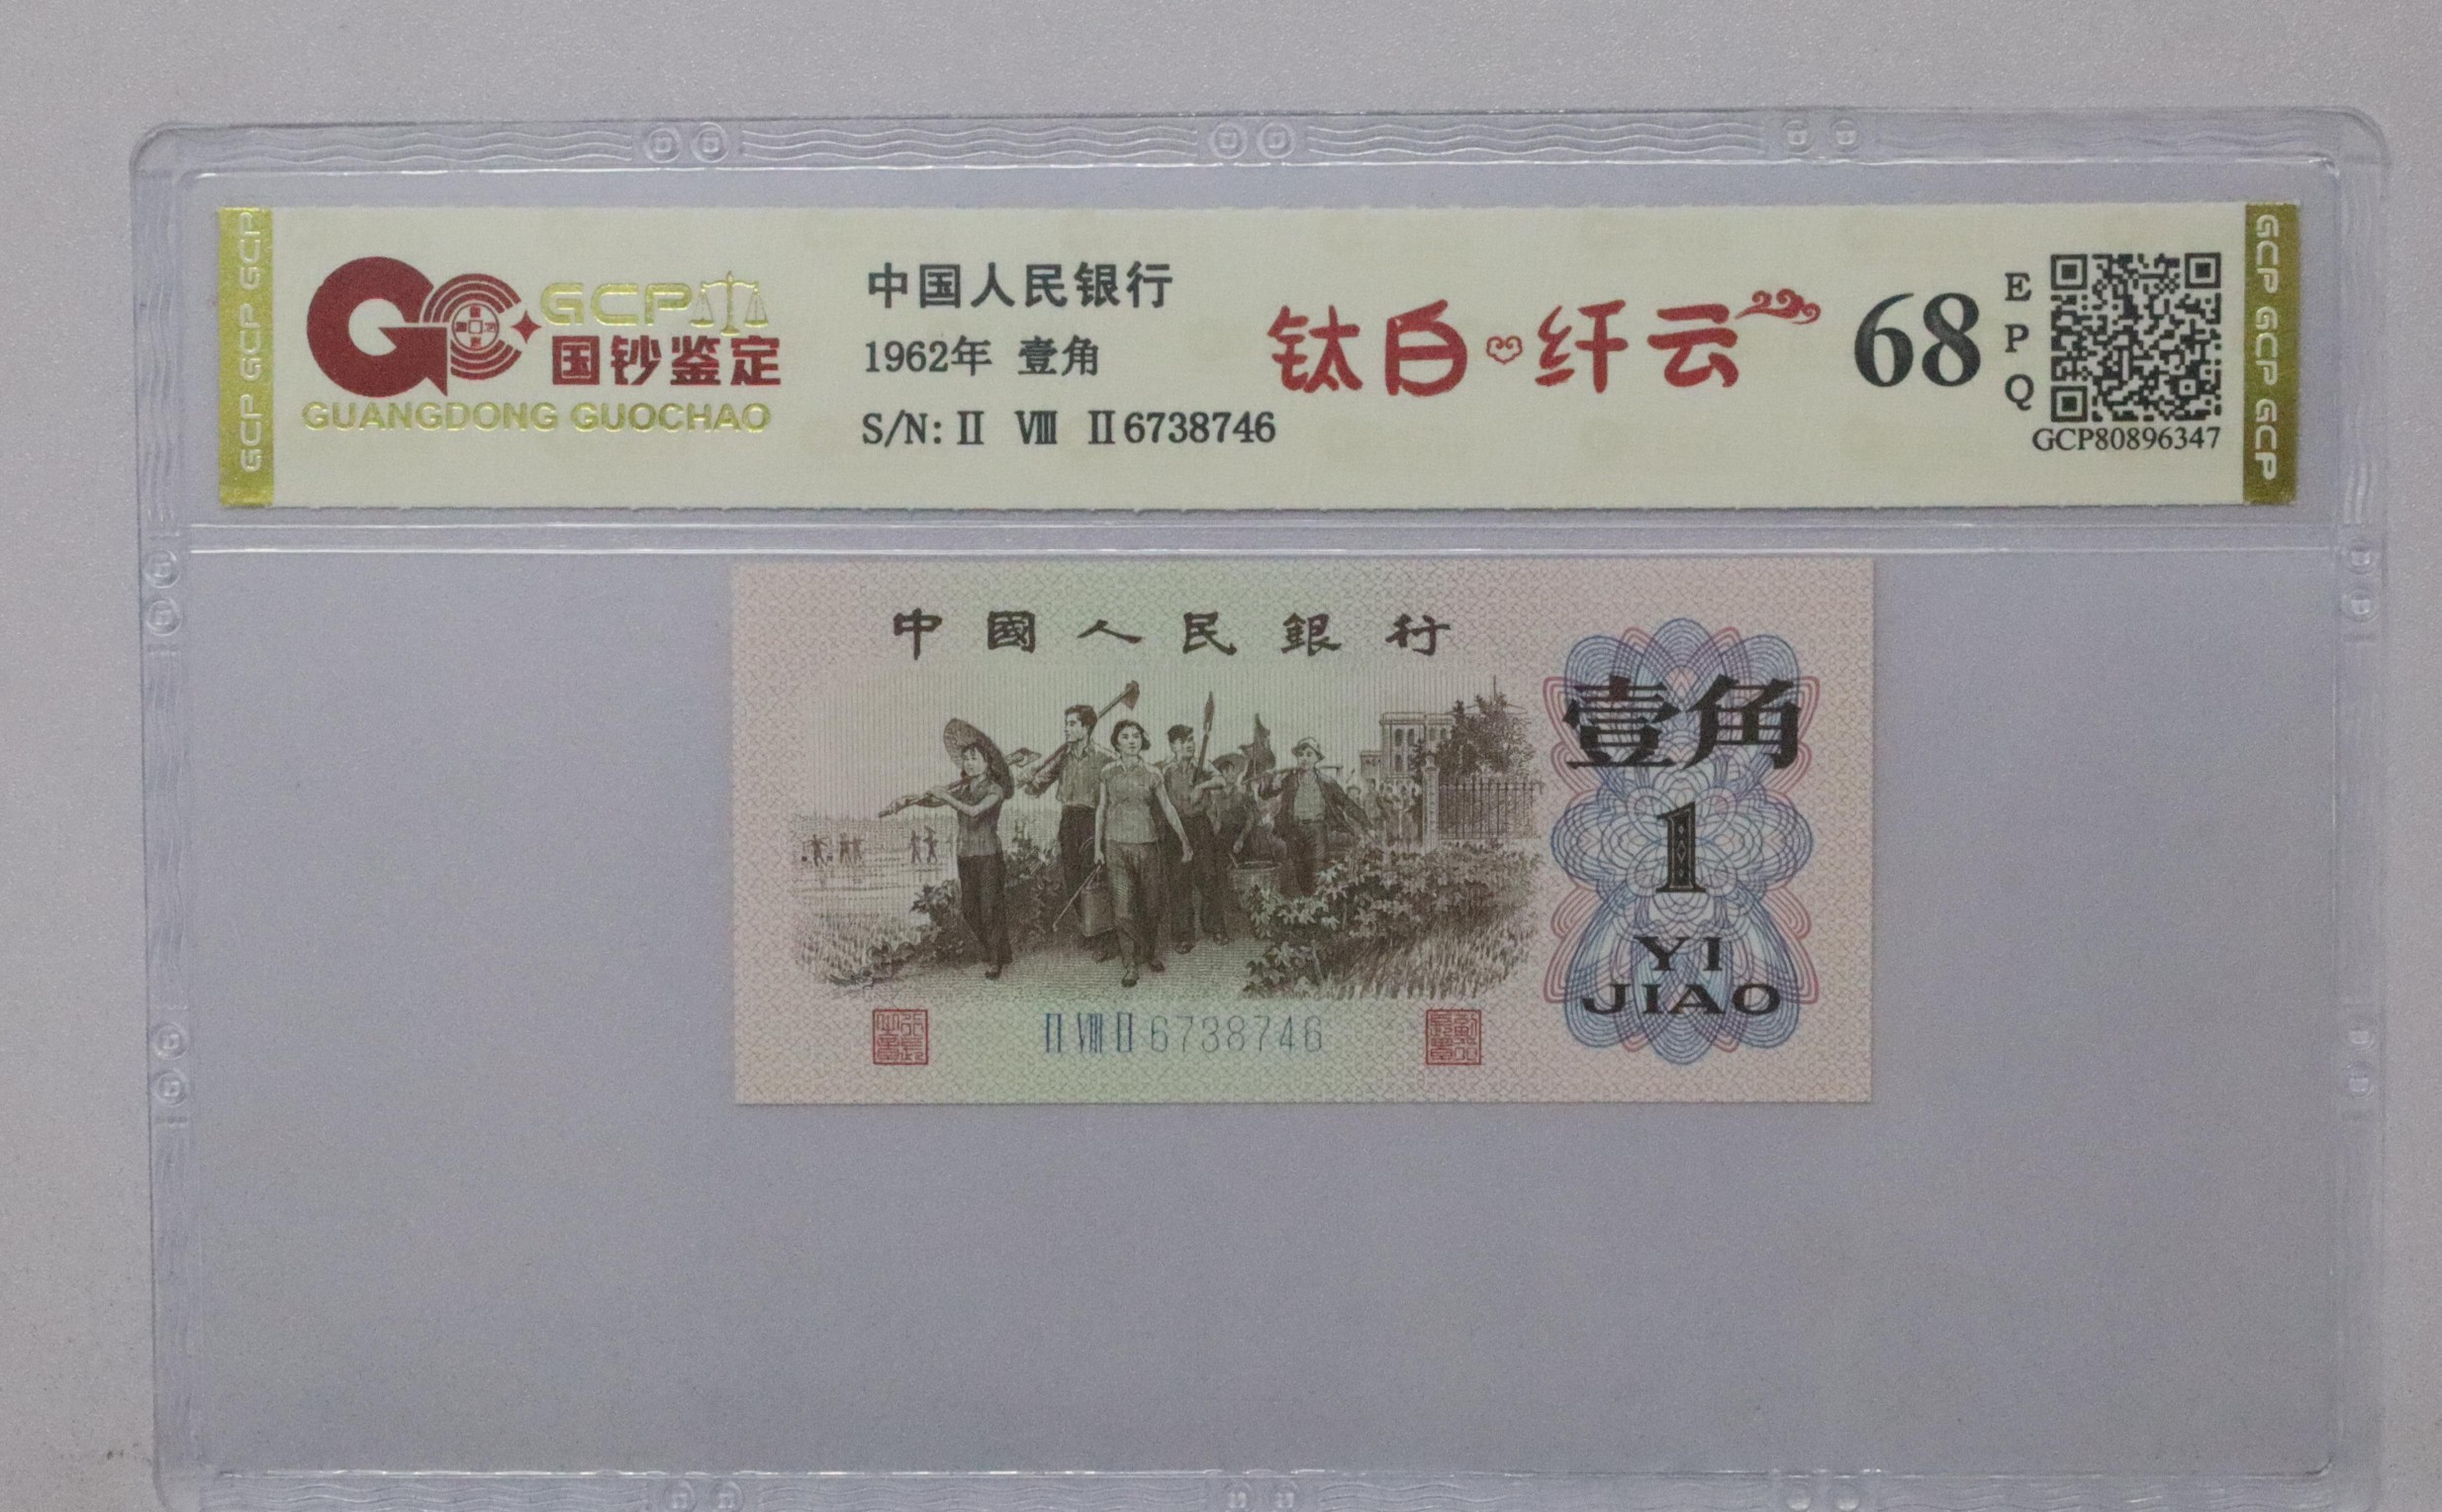 GCP GCP GCP
GCP
国钞鉴定
GUANGDONG GUOCHAO
中国人民银行
1962年 壹角
S/N: Ⅱ Ⅷ Ⅱ6738746
钛白 纤云
68
E
P
Q
GCP80896347
GCP GCP GCP
中國人民銀行
壹角
1
YI
JIAO
Ⅱ Ⅷ Ⅱ 6738746